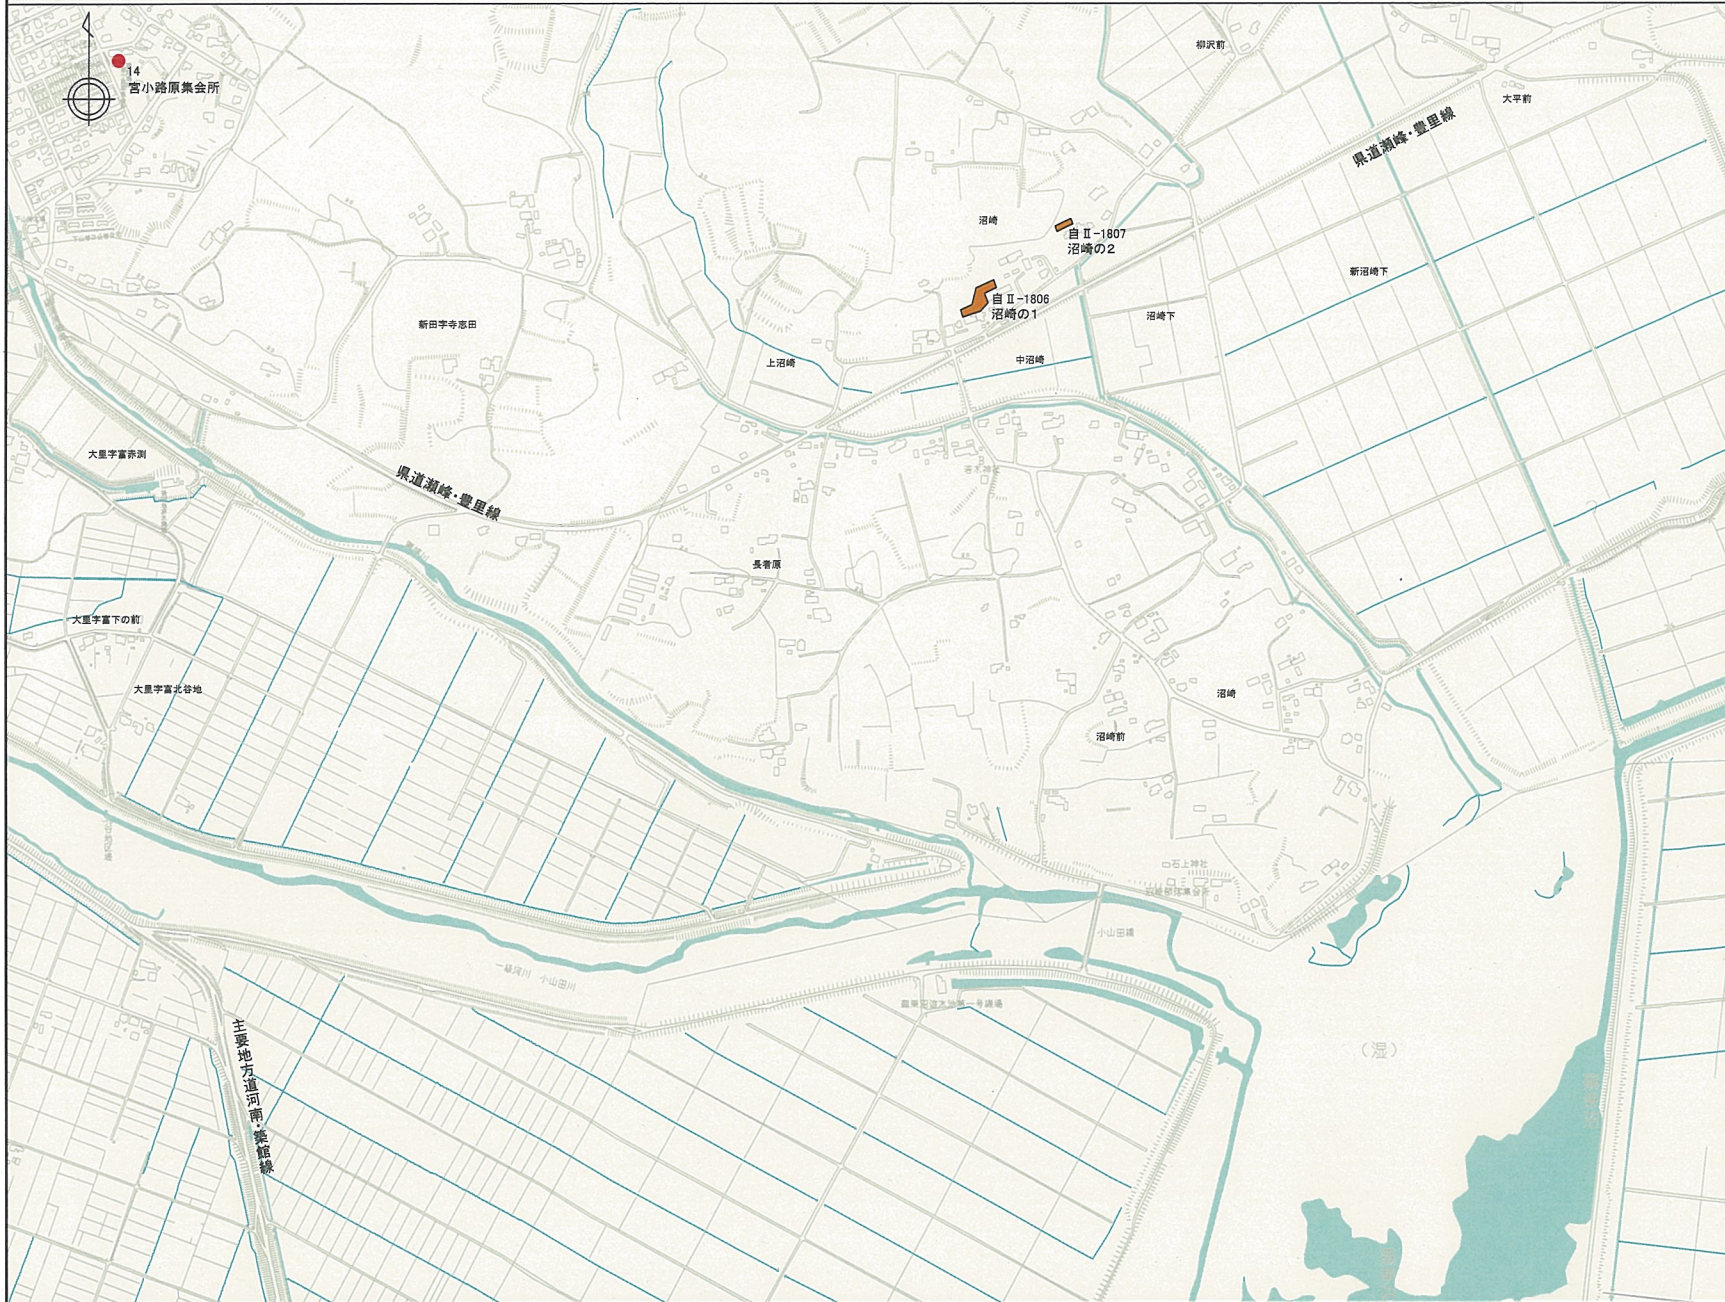 14
宮小路原集会所
柳沢前
大平前
県道瀬峰・豊里線
沼崎
自Ⅱ-1807
沼崎の2
新沼崎下
自Ⅱ-1806
沼崎の1
沼崎下
新田字寺志田
上沼崎
中沼崎
大里字富赤渕
県道瀬峰・豊里線
長者原
大里字富下の前
大里字富北谷地
沼崎
沼崎前
石上神社
小山田橋
一級河川 小山田川
主要地方道河南・築館線
(湿)